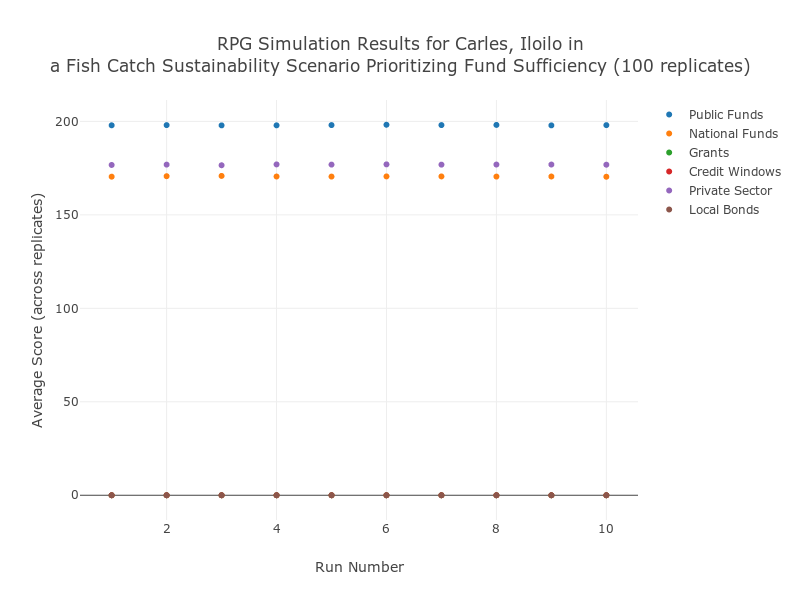 RPG Simulation Results for Carles, Iloilo in
a Fish Catch Sustainability Scenario Prioritizing Fund Sufficiency (100 replicates)
200
150
100
50
0
Average Score (across replicates)
2
4
6
8
10
Run Number
Public Funds
National Funds
Grants
Credit Windows
Private Sector
Local Bonds